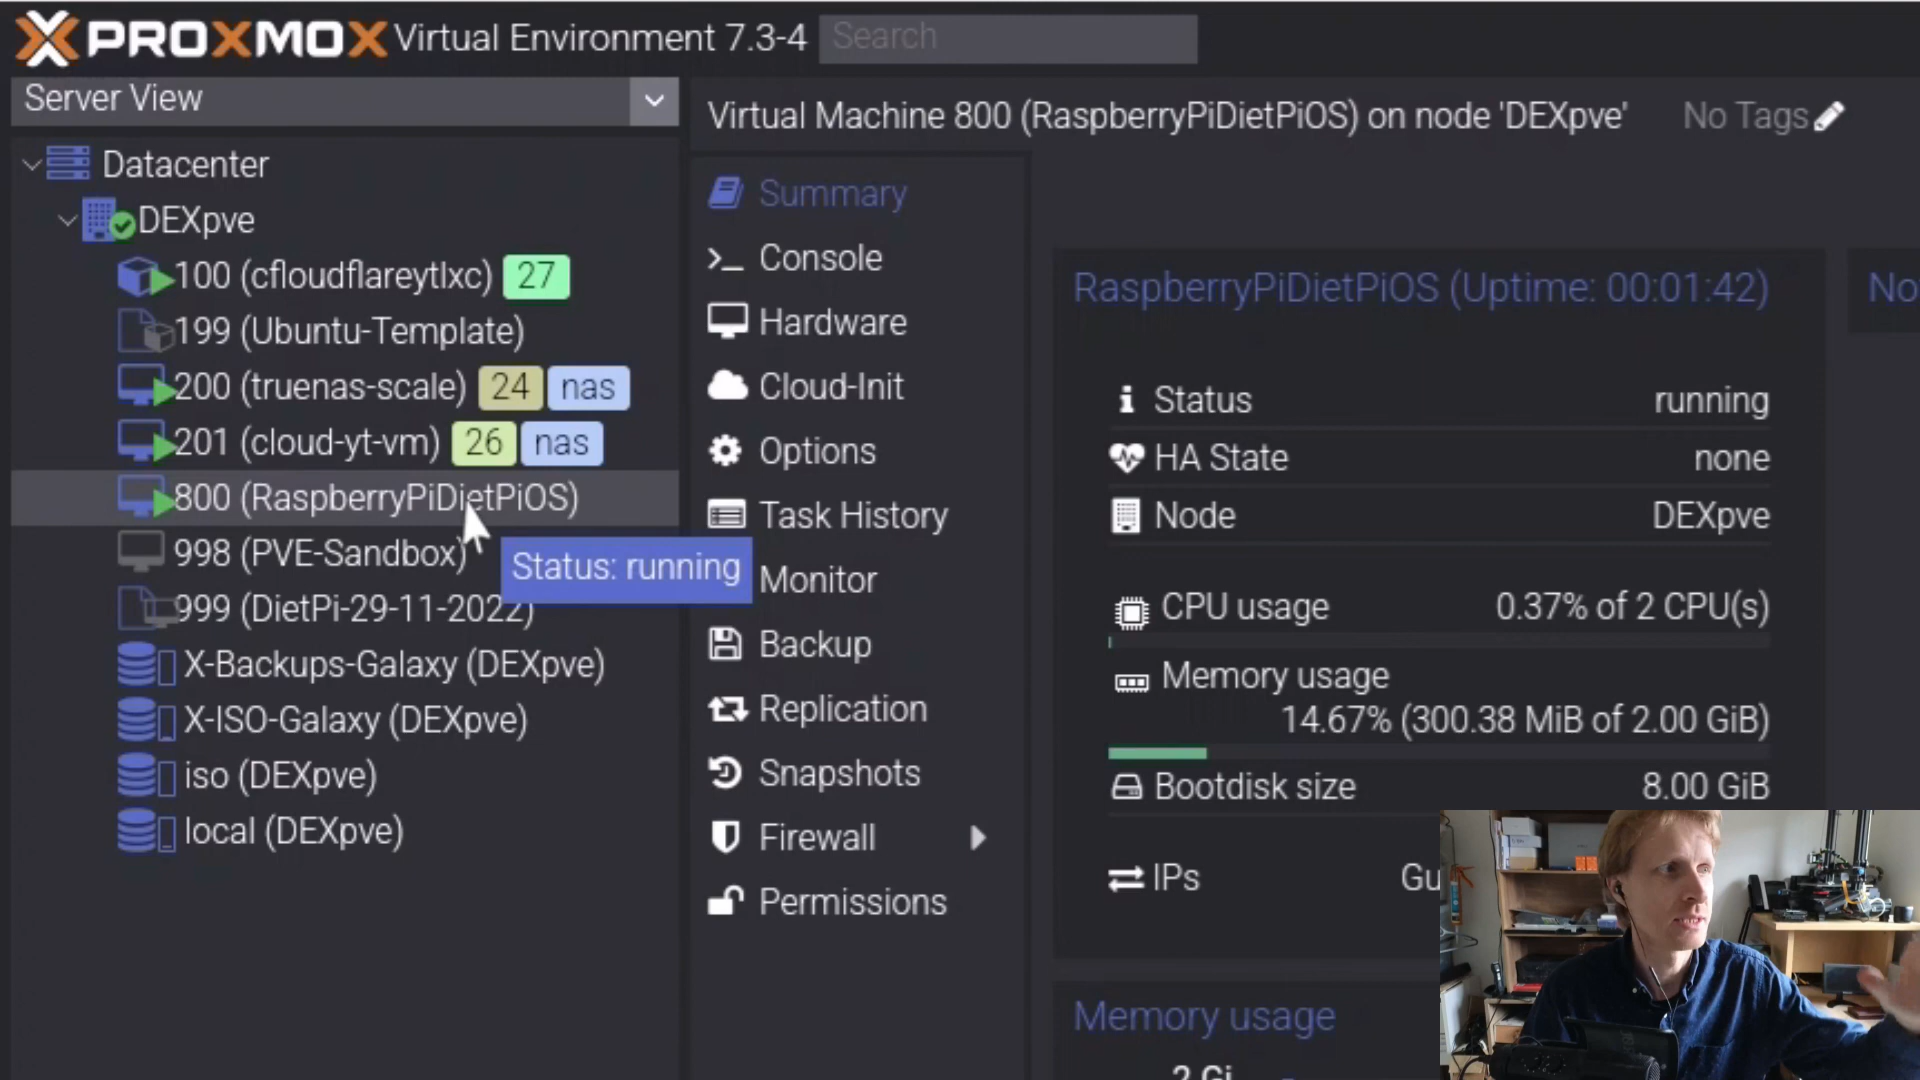 PROXMOX Virtual Environment 7.3-4 Search
Server View
Virtual Machine 800 (RaspberryPiDietPiOS) on node 'DEXpve' No Tags
Datacenter
DEXpve
100 (cfloudflareytlxc) 27
199 (Ubuntu-Template)
200 (truenas-scale) 24 nas
201 (cloud-yt-vm) 26 nas
800 (RaspberryPiDietPiOS)
998 (PVE-Sandbox)
Status: running
999 (DietPi-29-11-2022)
X-Backups-Galaxy (DEXpve)
X-ISO-Galaxy (DEXpve)
iso (DEXpve)
local (DEXpve)
Summary
Console
Hardware
Cloud-Init
Options
Task History
Monitor
Backup
Replication
Snapshots
Firewall
Permissions
RaspberryPiDietPiOS (Uptime: 00:01:42)
No
Status running
HA State none
Node DEXpve
CPU usage 0.37% of 2 CPU(s)
Memory usage
14.67% (300.38 MiB of 2.00 GiB)
Bootdisk size 8.00 GiB
IPs Gu
Memory usage
2 Gi